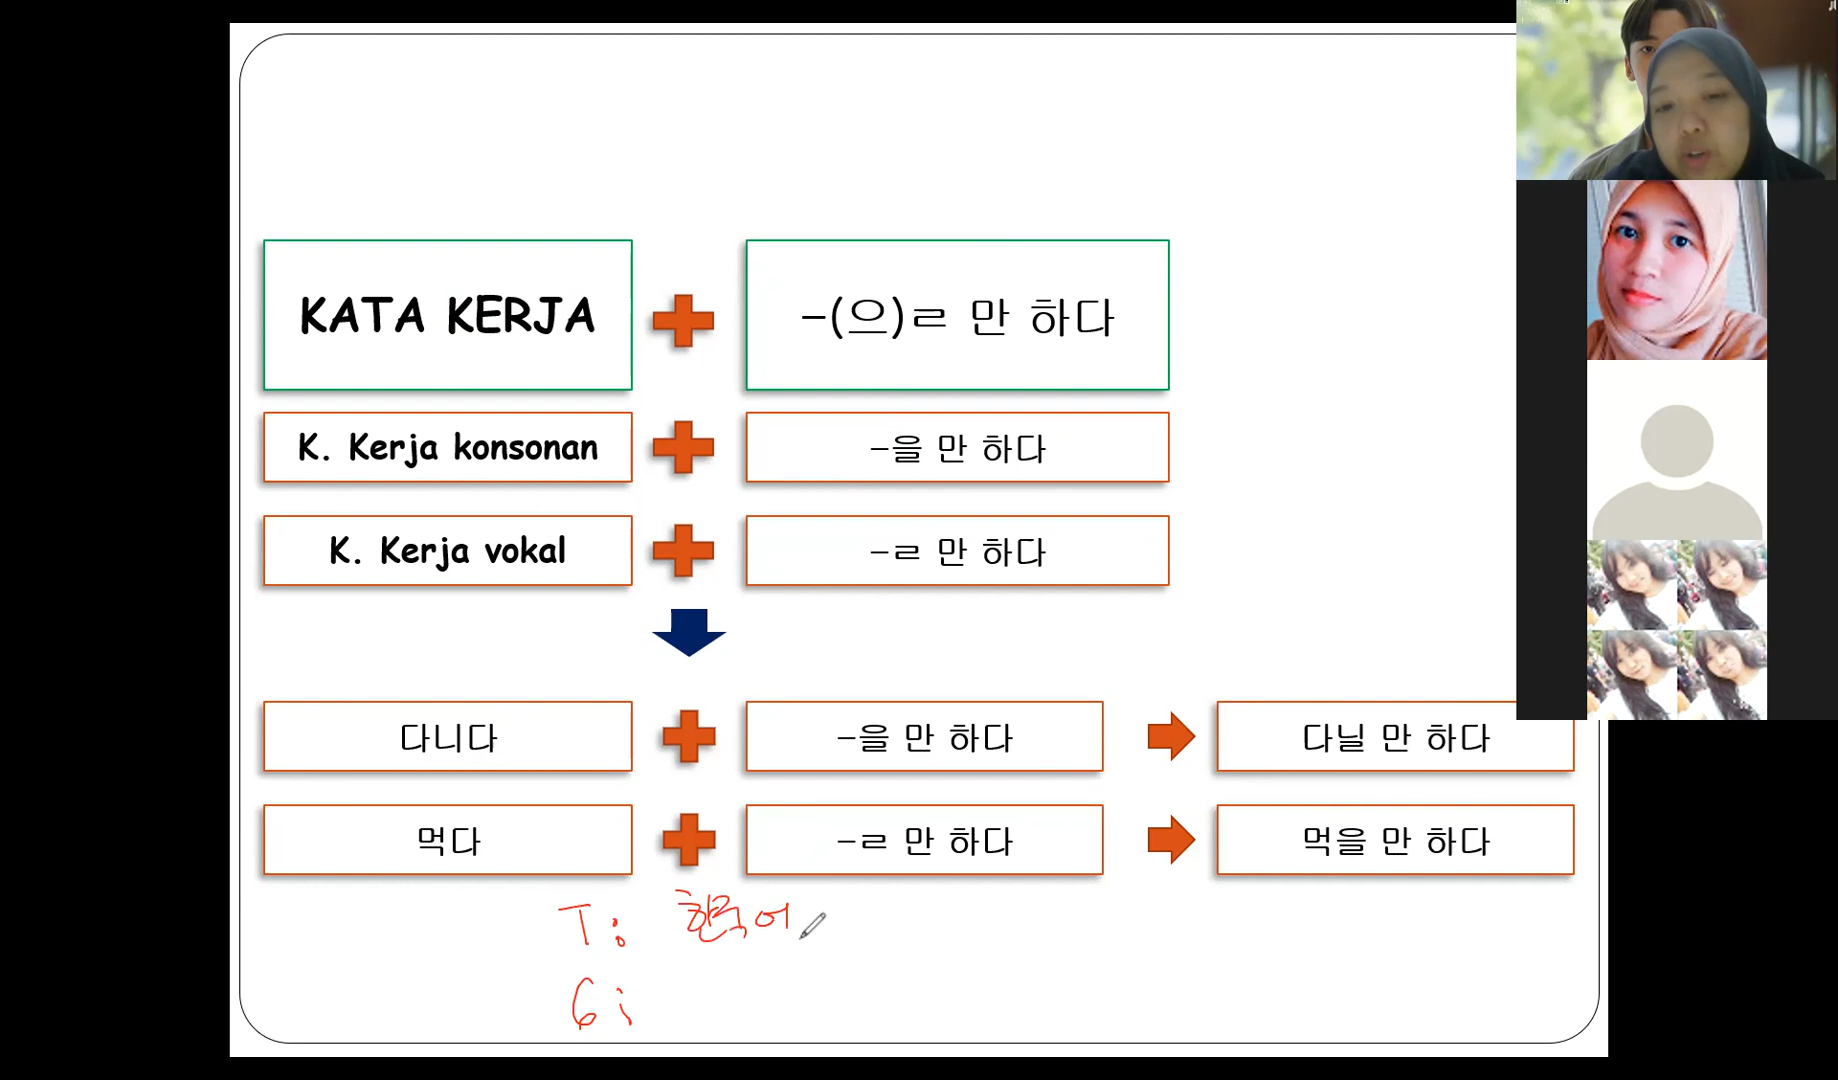 KATA KERJA -(으)ㄹ 만 하다
K. Kerja konsonan -을 만 하다
K. Kerja vokal -ㄹ 만 하다
다니다 -을 만 하다 다닐 만 하다
먹다 -ㄹ 만 하다 먹을 만 하다
T: 한국어
G: